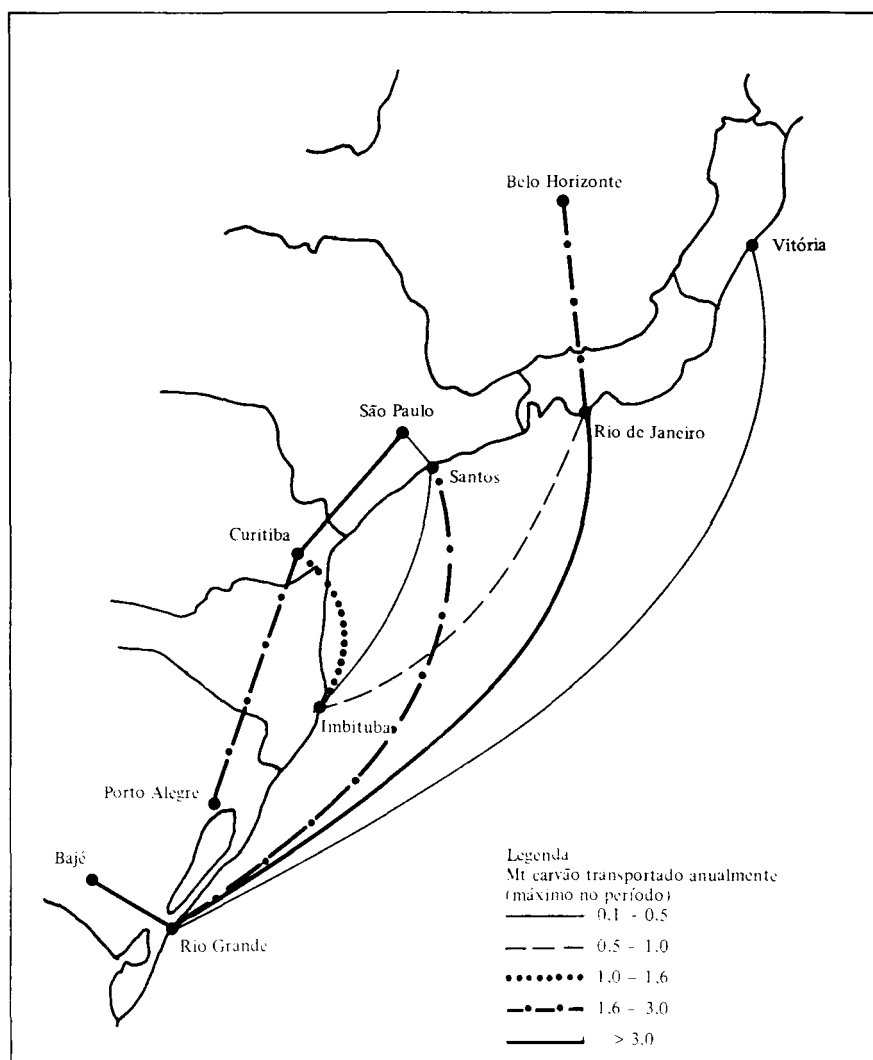 Belo Horizonte
Vitória
São Paulo
Rio de Janeiro
Santos
Curitiba
Imbituba
Porto Alegre
Bajé
Rio Grande
Legenda
Mt carvão transportado anualmente
(máximo no período)
0.1 - 0.5
0.5 - 1.0
1.0 - 1.6
1.6 - 3.0
> 3.0